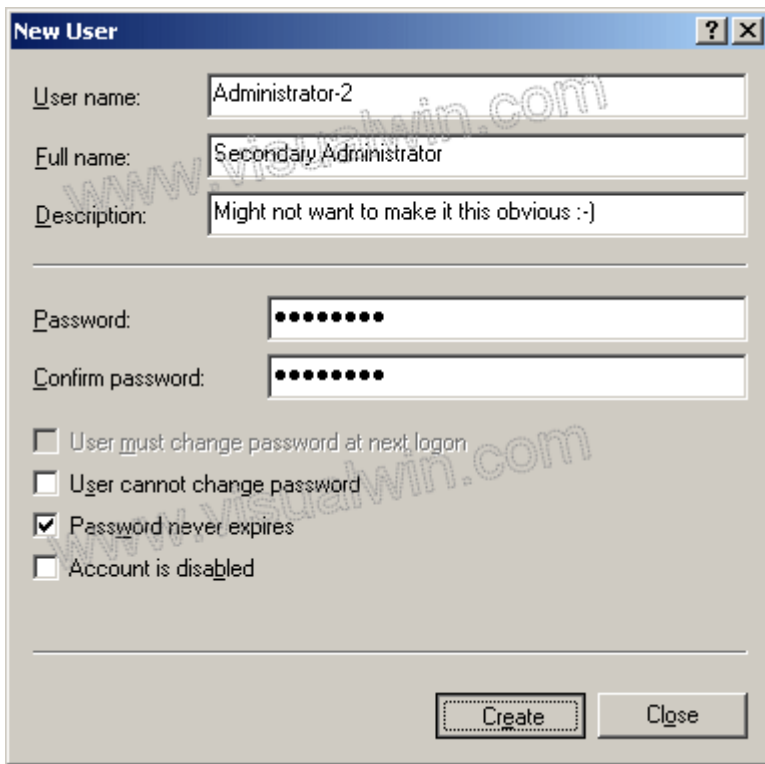 New User
User name: Administrator-2
Full name: Secondary Administrator
Description: Might not want to make it this obvious :-)
Password: ●●●●●●●●
Confirm password: ●●●●●●●●
User must change password at next logon
User cannot change password
Password never expires
Account is disabled
Create Close
www.visualwin.com
www.visualwin.com